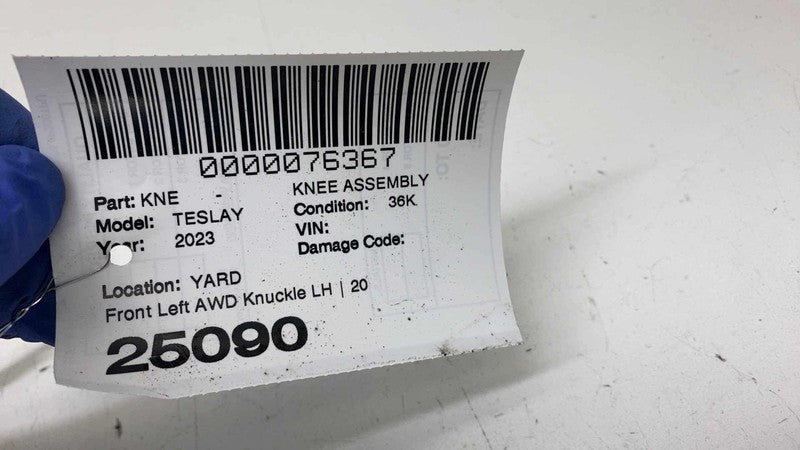 0000076367
Part: KNE - KNEE ASSEMBLY
Model: TESLAY Condition: 36K
Year: 2023 VIN:
Damage Code:
Location: YARD
Front Left AWD Knuckle LH | 20
25090